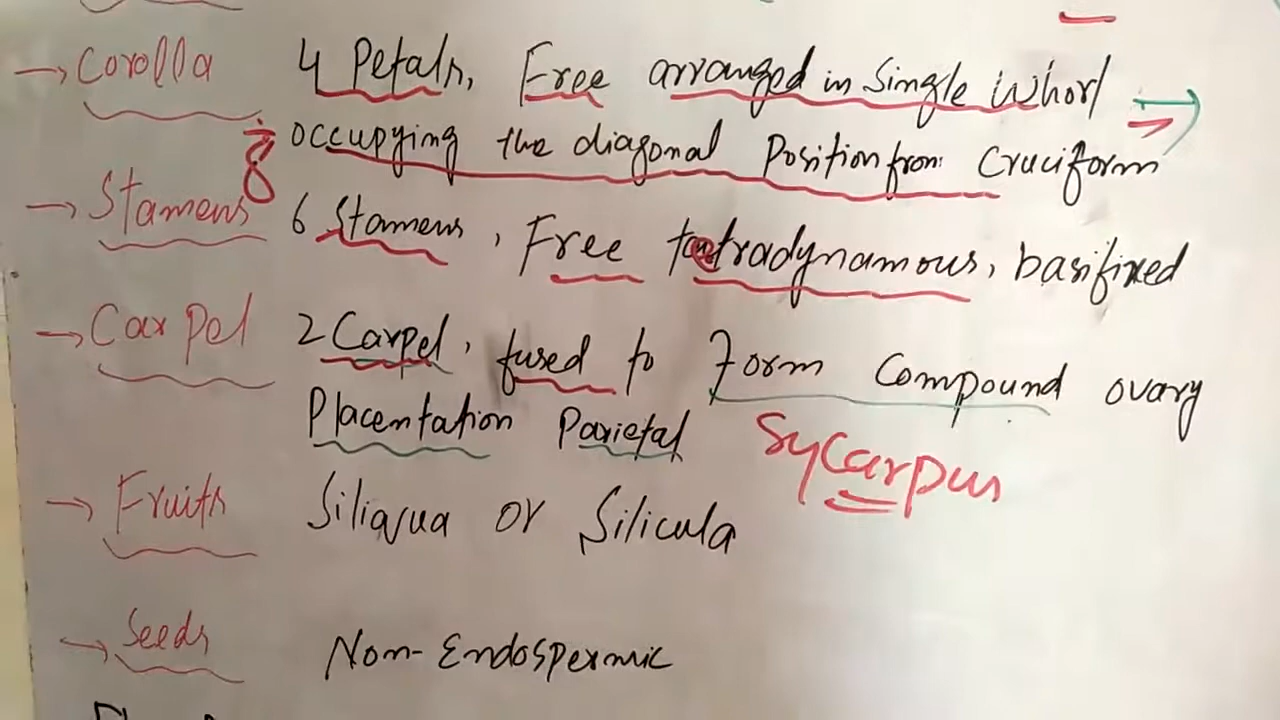 → Corolla 4 Petals, Free arranged in Single Whorl
occupying the diagonal Position from Cruciform
→ Stamens 6 Stamens, Free tetradynamous, basifixed
→ Carpel 2 Carpel, fused to Form Compound ovary
Placentation Parietal Sycarpus
→ Fruits Siliqua or Silicula
→ Seeds Non-Endospermic